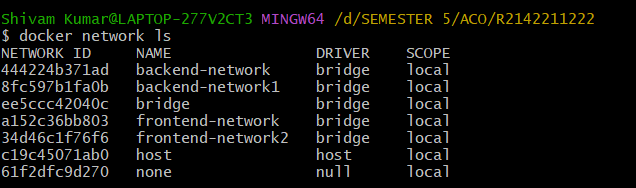 Shivam Kumar@LAPTOP-277V2CT3 MINGW64 /d/SEMESTER 5/ACO/R2142211222
$ docker network ls
NETWORK ID     NAME                DRIVER    SCOPE
444224b371ad   backend-network     bridge    local
8fc597b1fa0b   backend-network1    bridge    local
ee5ccc42040c   bridge              bridge    local
a152c36bb803   frontend-network    bridge    local
34d46c1f76f6   frontend-network2   bridge    local
c19c45071ab0   host                host      local
61f2dfc9d270   none                null      local